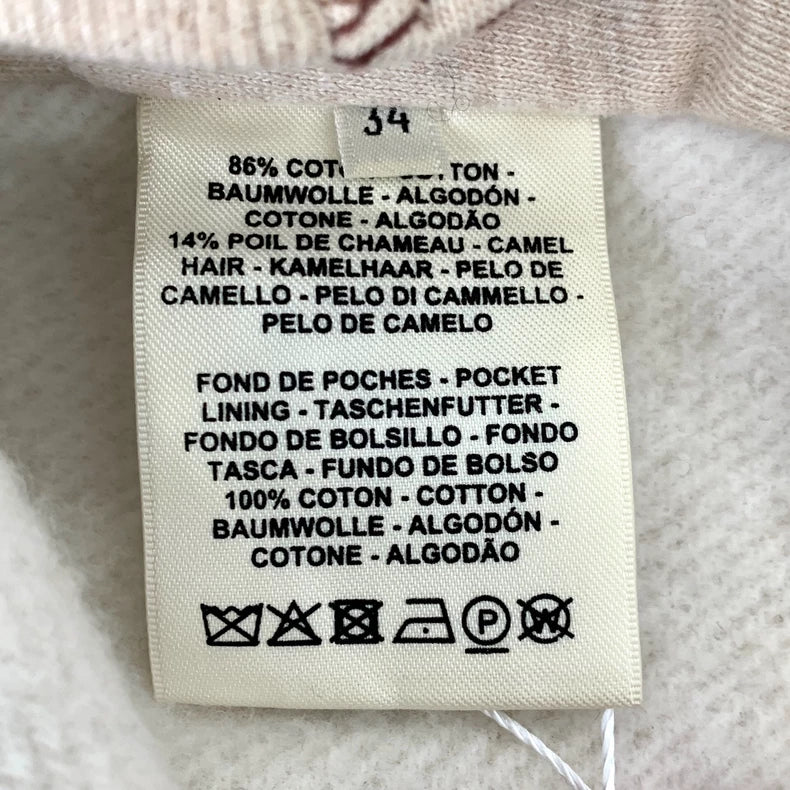 34
86% - 
BAUMWOLLE - ALGODÓN -
COTONE - ALGODÃO
14% POIL DE CHAMEAU - CAMEL
HAIR - KAMELHAAR - PELO DE
CAMELLO - PELO DI CAMMELLO -
PELO DE CAMELO
FOND DE POCHES - POCKET
LINING - TASCHENFUTTER -
FONDO DE BOLSILLO - FONDO
TASCA - FUNDO DE BOLSO
100% COTON - COTTON -
BAUMWOLLE - ALGODÓN -
COTONE - ALGODÃO
P W